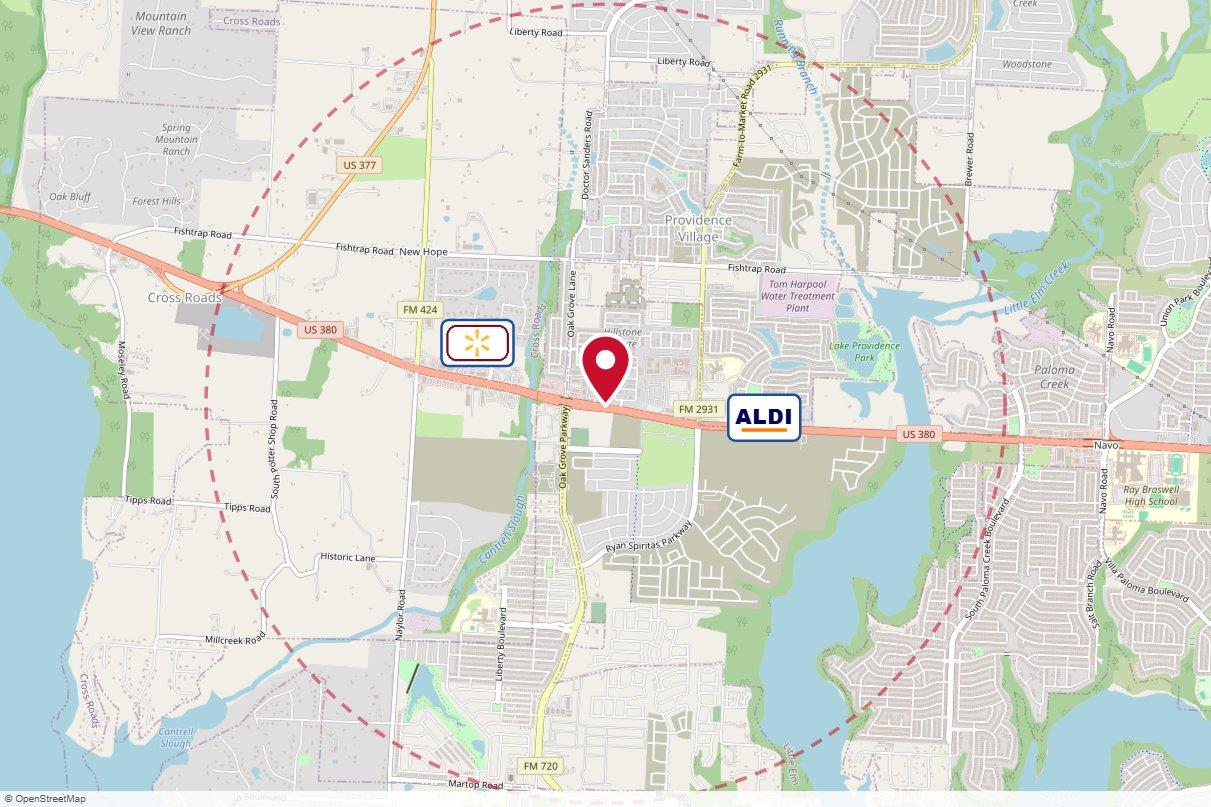 Mountain
View Ranch
Cross Roads
Liberty Road
Creek
Liberty Road
Running Branch
Woodstone
Farm-to-Market Road 2931
Spring
Mountain
Ranch
US 377
Doctor Sanders Road
Brewer Road
Oak Bluff
Forest Hills
Providence
Village
Fishtrap Road
Fishtrap Road
New Hope
Fishtrap Road
Little Elm Creek
Union Park Boulevard
Tom Harpool
Water Treatment
Plant
Cross Roads
FM 424
US 380
Oak Grove Lane
Cross Roads
Hillstone
Navo Road
Moseley Road
Lake Providence
Park
Paloma
Creek
FM 2931
ALDI
US 380
Navo
South Potter Shop Road
Oak Grove Parkway
Navo Road
Ray Braswell
High School
Tipps Road
Tipps Road
Cantrell Slough
Ryan Spiritas Parkway
South Paloma Creek Boulevard
Historic Lane
Villa Paloma Boulevard
Salt Branch Road
Naylor Road
Liberty Boulevard
Millcreek Road
Cross Roads
Cantrell
Slough
Little Elm
FM 720
Martop Road
© OpenStreetMap